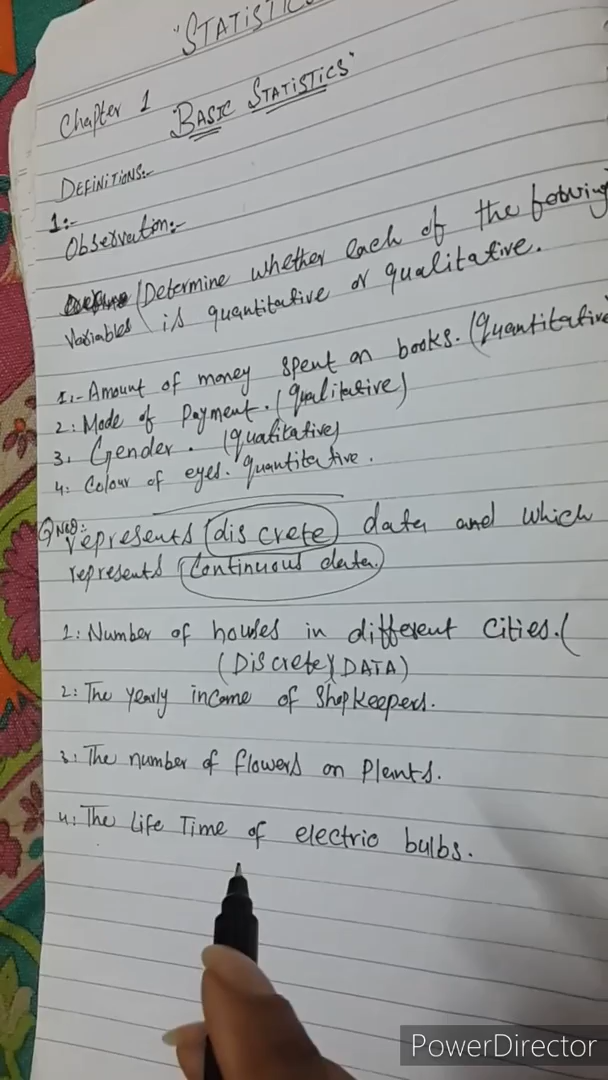 "STATISTIC
Chapter 1
BASIC STATISTICS"
DEFINITIONS:-
1:-
Observation:-
(Determine whether each of the
Variables is quantitative or qualitative.
1.- Amount of money spent on books. (quantitative
2: Mode of Payment. (qualitative)
3. Gender. (qualitative)
4: Colour of eyes. quantitative.
Q No2:
represents discrete data and which
represents Continuous data.
1: Number of houses in different Cities. (
(Discrete)(DATA)
2: The yearly income of Shopkeepers.
3: The number of flowers on Plants.
4: The Life Time of electric bulbs.
PowerDirector